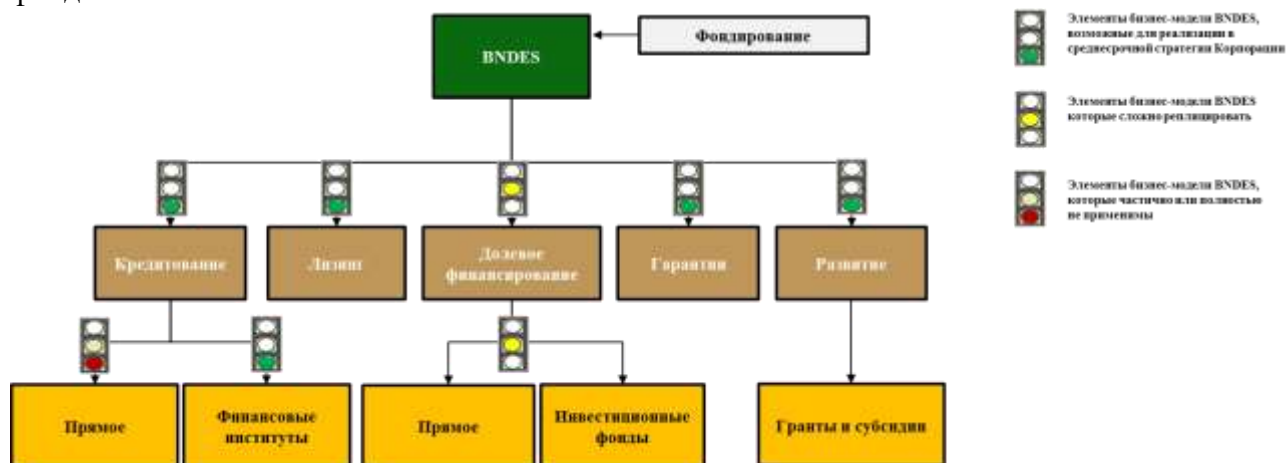 BNDES
Фондирование
Элементы бизнес-модели BNDES,
возможные для реализации в
среднесрочной стратегии Корпорации
Элементы бизнес-модели BNDES
которые сложно реплицировать
Элементы бизнес-модели BNDES,
которые частично или полностью
не применимы
Кредитование
Лизинг
Долевое
финансирование
Гарантии
Развитие
Прямое
Финансовые
институты
Прямое
Инвестиционные
фонды
Гранты и субсидии